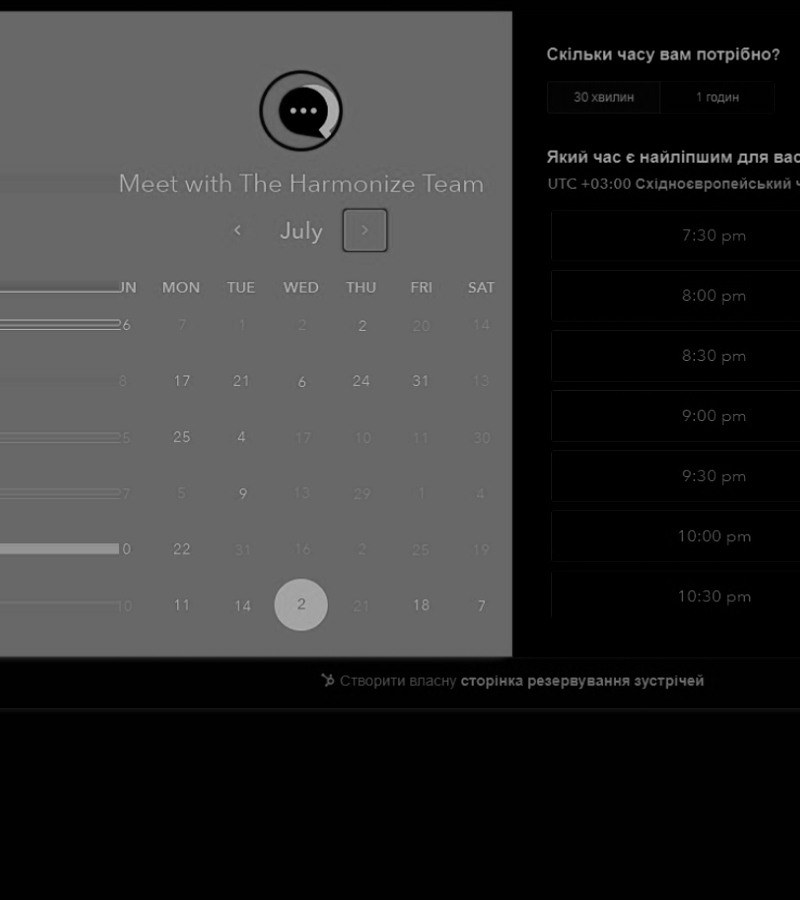 Meet with The Harmonize Team
July
UN MON TUE WED THU FRI SAT
26 7 1 2 2 20 14
8 17 21 6 24 31 13
5 25 4 17 10 11 30
7 5 9 13 29 1 4
0 22 31 16 2 25 19
10 11 14 2 21 18 7
Скільки часу вам потрібно?
30 хвилин 1 годин
Який час є найліпшим для вас
UTC +03:00 Східноєвропейський ч
7:30 pm
8:00 pm
8:30 pm
9:00 pm
9:30 pm
10:00 pm
10:30 pm
Створити власну сторінка резервування зустрічей